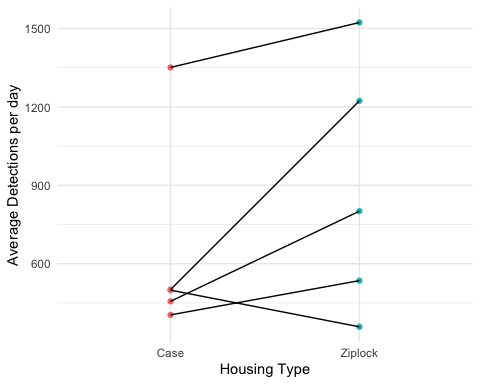 1500
1200
900
600
Average Detections per day
Case
Ziplock
Housing Type